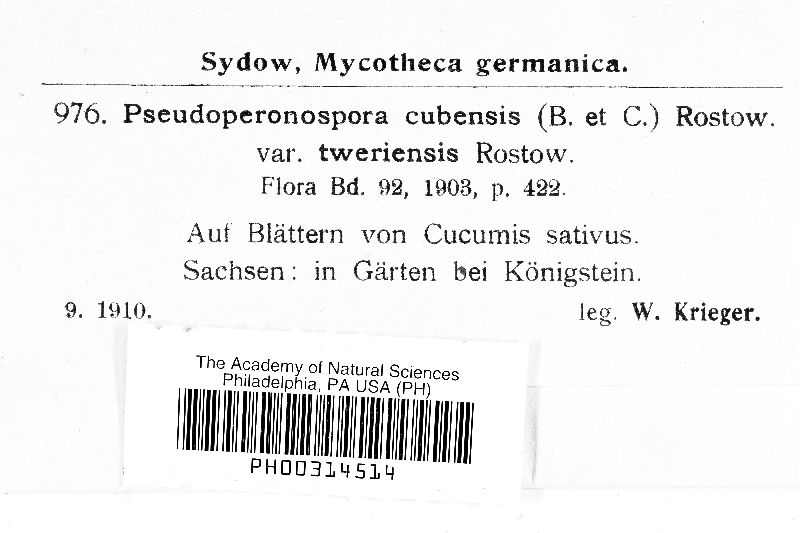 Sydow, Mycotheca germanica.
976. Pseudoperonospora cubensis (B. et C.) Rostow.
var. tweriensis Rostow.
Flora Bd. 92, 1903, p. 422.
Auf Blättern von Cucumis sativus.
Sachsen: in Gärten bei Königstein.
9. 1910. leg. W. Krieger.
The Academy of Natural Sciences
Philadelphia, PA USA (PH)
PH00314514